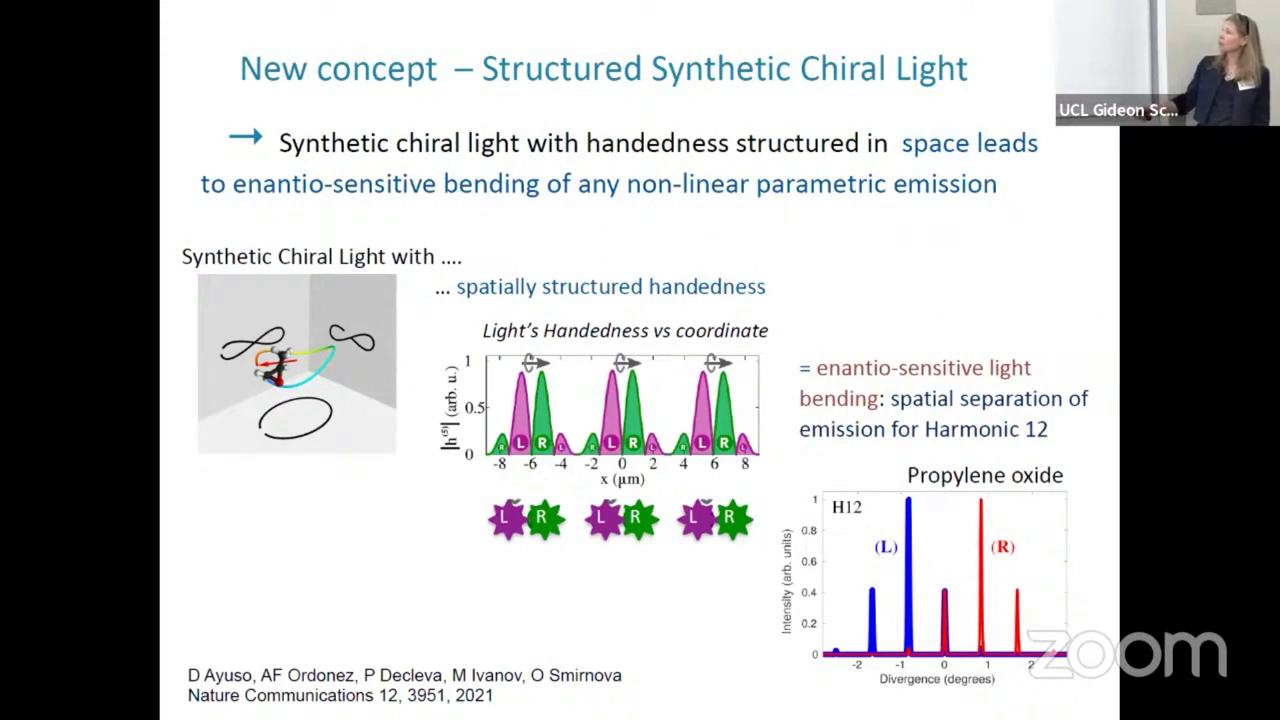 New concept – Structured Synthetic Chiral Light
UCL Gideon Sc...
→ Synthetic chiral light with handedness structured in space leads
to enantio-sensitive bending of any non-linear parametric emission
Synthetic Chiral Light with ....
... spatially structured handedness
Light's Handedness vs coordinate
|h⁽⁵⁾| (arb. u.)
1
0.5
0
R L R L R L R L R L R L
-8 -6 -4 -2 0 2 4 6 8
x (μm)
L R L R L R
= enantio-sensitive light
bending: spatial separation of
emission for Harmonic 12
Propylene oxide
H12
(L) (R)
Intensity (arb. units)
1
0.8
0.6
0.4
0.2
0
-2 -1 0 1 2
Divergence (degrees)
zoom
D Ayuso, AF Ordonez, P Decleva, M Ivanov, O Smirnova
Nature Communications 12, 3951, 2021